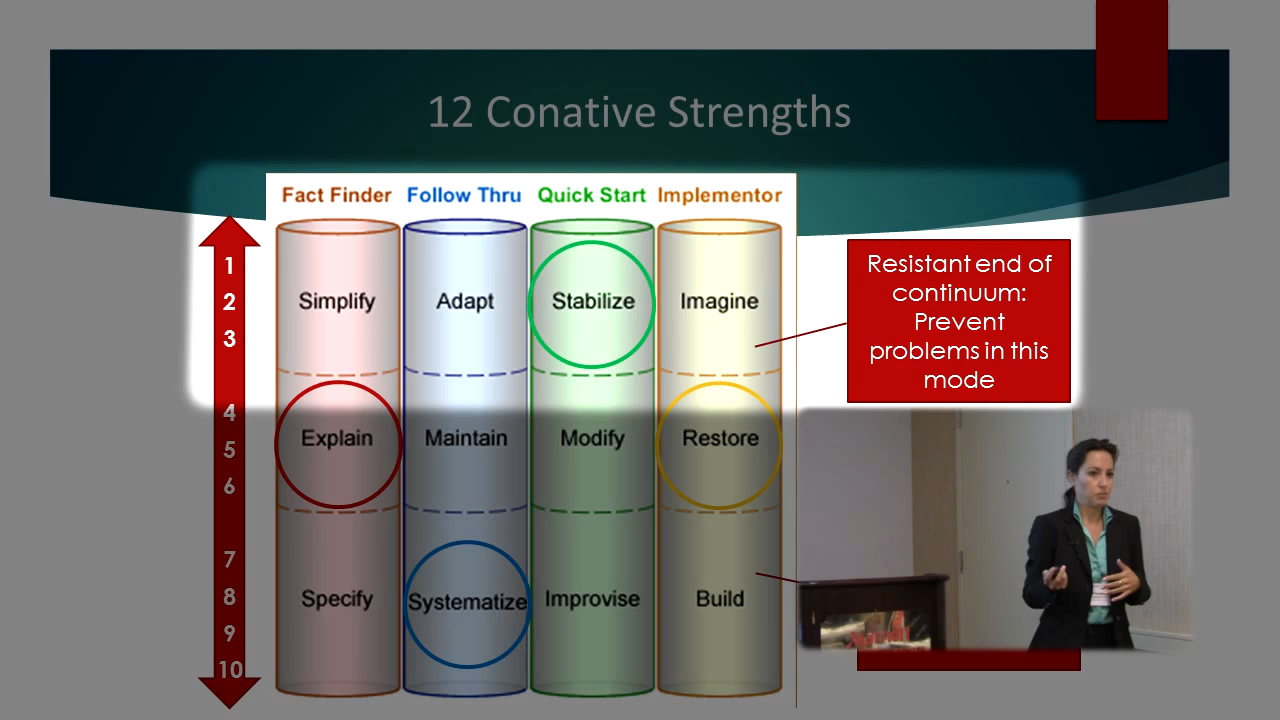 12 Conative Strengths
Fact Finder Follow Thru Quick Start Implementor
1
2
3
4
5
6
7
8
9
10
Simplify Adapt Stabilize Imagine
Explain Maintain Modify Restore
Specify Systematize Improvise Build
Resistant end of
continuum:
Prevent
problems in this
mode